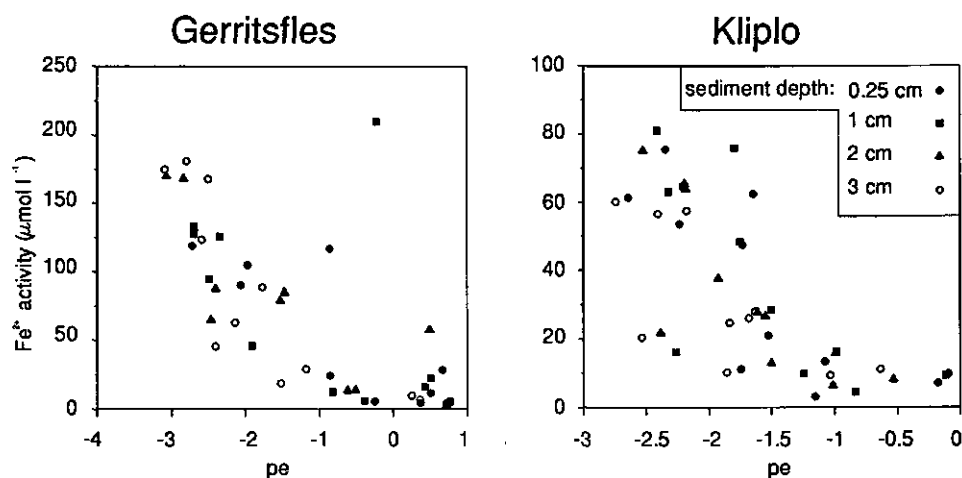 Gerritsfles
Kliplo
Fe²⁺ activity (μmol l⁻¹)
250
200
150
100
50
0
-4
-3
-2
-1
0
1
pe
100
80
60
40
20
0
-3
-2.5
-2
-1.5
-1
-0.5
0
pe
sediment depth: 0.25 cm
1 cm
2 cm
3 cm